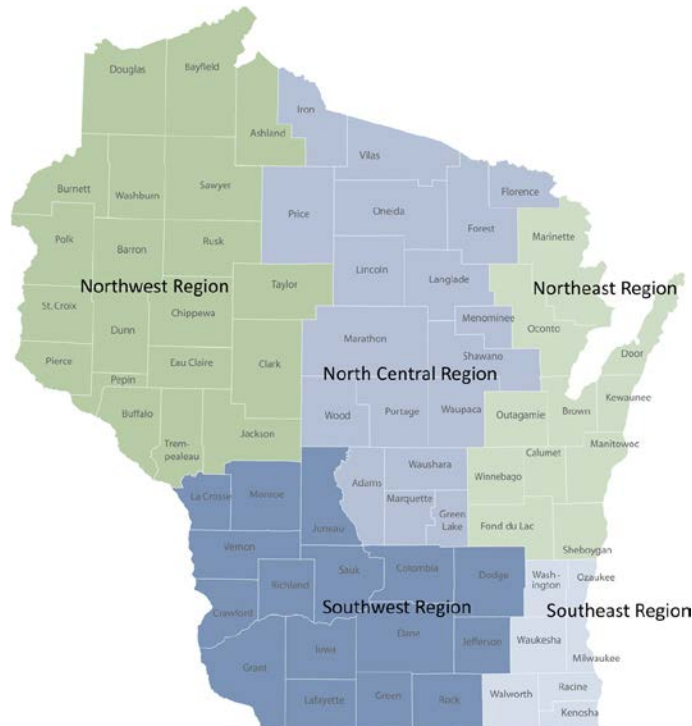 Douglas
Bayfield
Iron
Ashland
Vilas
Florence
Burnett
Washburn
Sawyer
Price
Oneida
Forest
Marinette
Polk
Barron
Rusk
Lincoln
Langlade
Taylor
Northwest Region
Northeast Region
St. Croix
Chippewa
Menominee
Dunn
Marathon
Oconto
Shawano
Door
Pierce
Eau Claire
Clark
North Central Region
Pepin
Kewaunee
Buffalo
Wood
Portage
Waupaca
Outagamie
Brown
Trem-
pealeau
Jackson
Manitowoc
Calumet
Waushara
Adams
Winnebago
La Crosse
Monroe
Marquette
Green
Lake
Juneau
Fond du Lac
Vernon
Sheboygan
Sauk
Colombia
Dodge
Wash-
ington
Ozaukee
Richland
Crawford
Southwest Region
Southeast Region
Dane
Jefferson
Waukesha
Iowa
Milwaukee
Grant
Lafayette
Green
Rock
Walworth
Racine
Kenosha